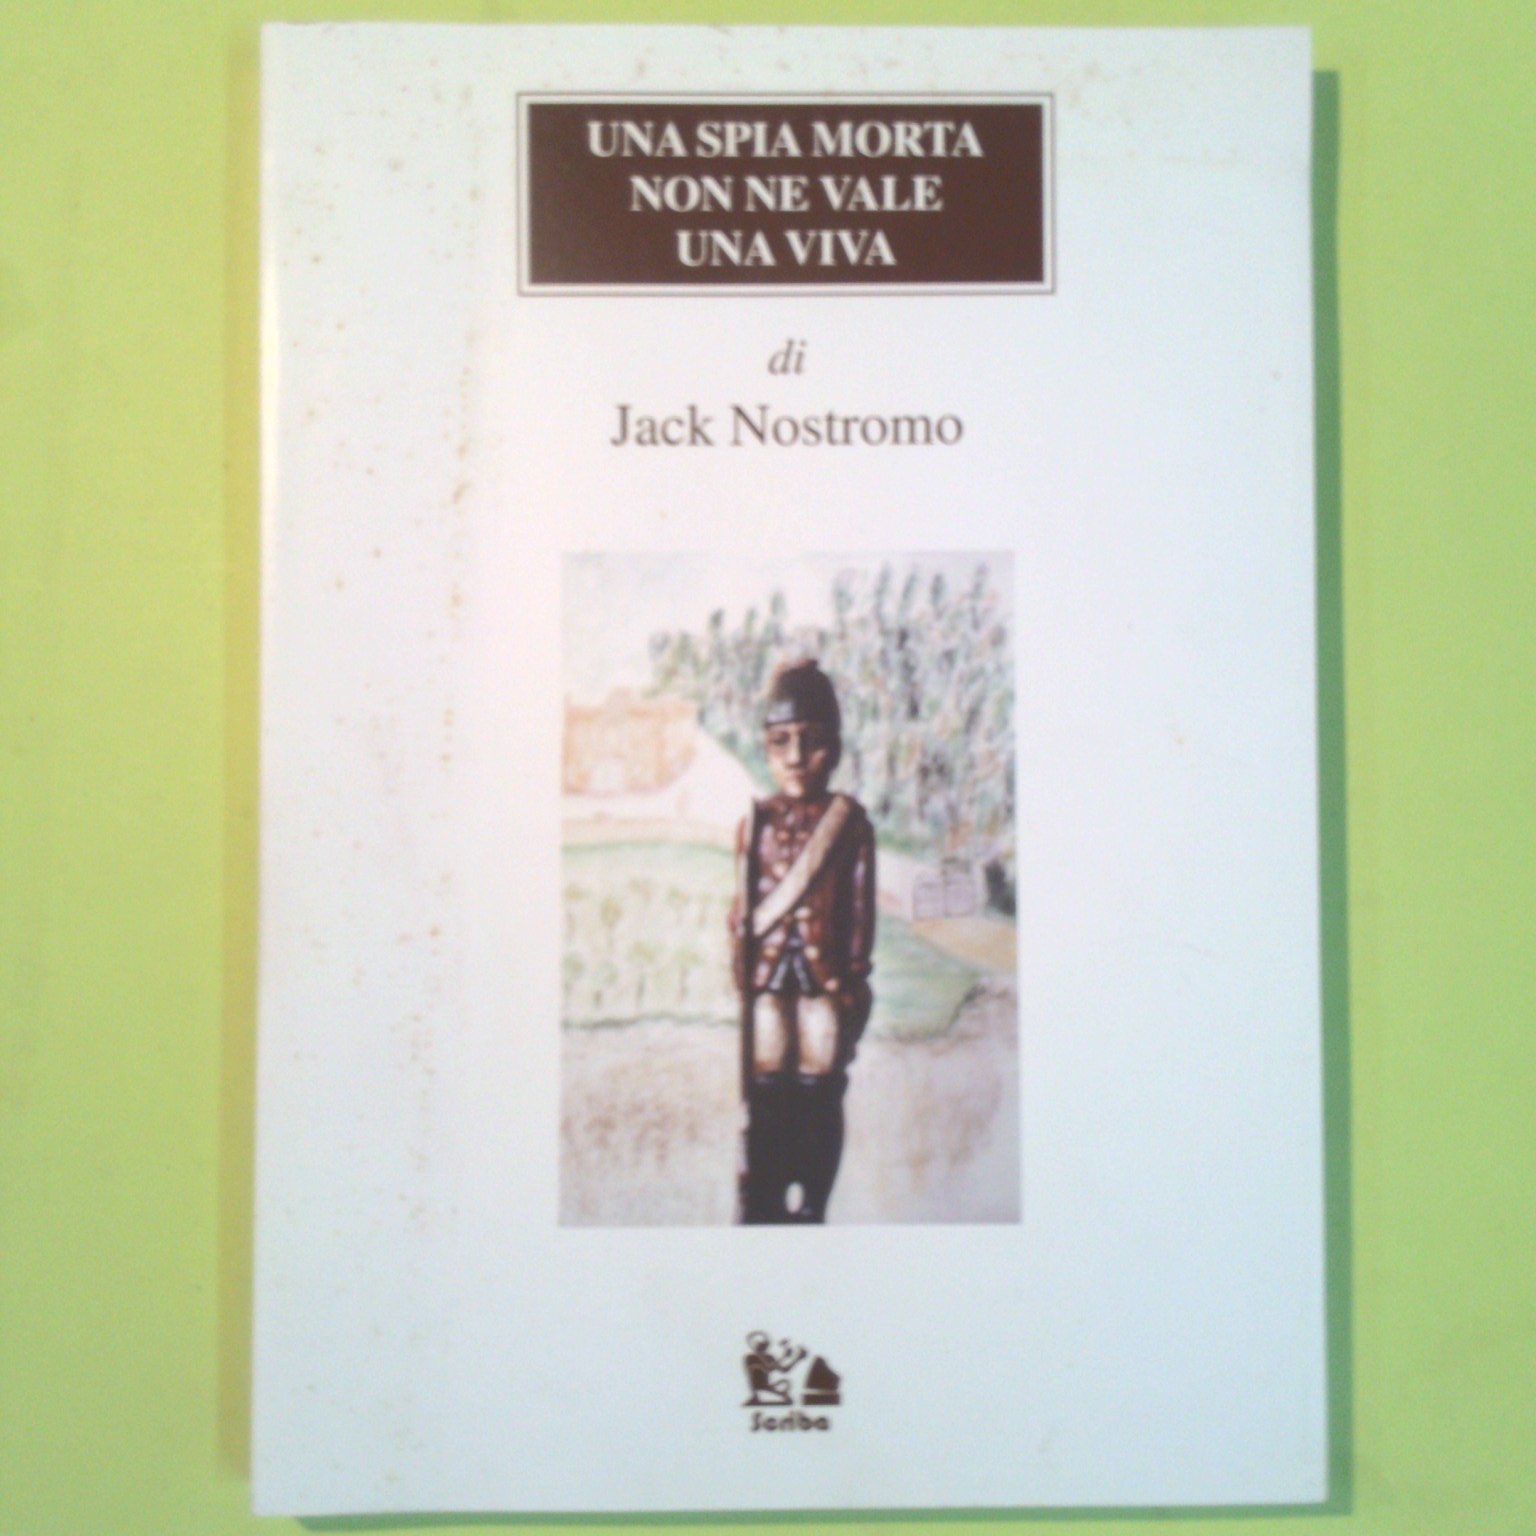 UNA SPIA MORTA
NON NE VALE
UNA VIVA
di
Jack Nostromo
Scriba